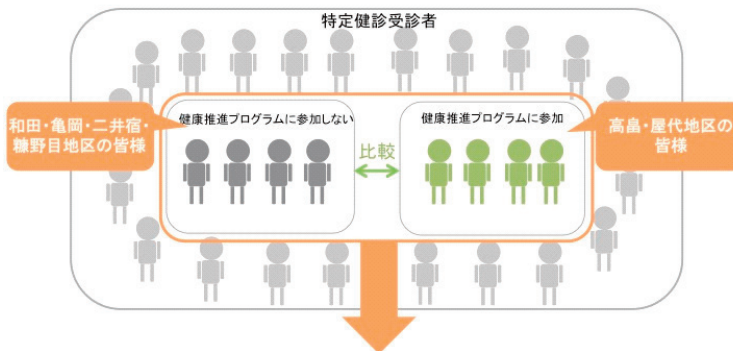 特定健診受診者
和田・亀岡・二井宿・
糠野目地区の皆様
健康推進プログラムに参加しない
比較
健康推進プログラムに参加
高畠・屋代地区の
皆様